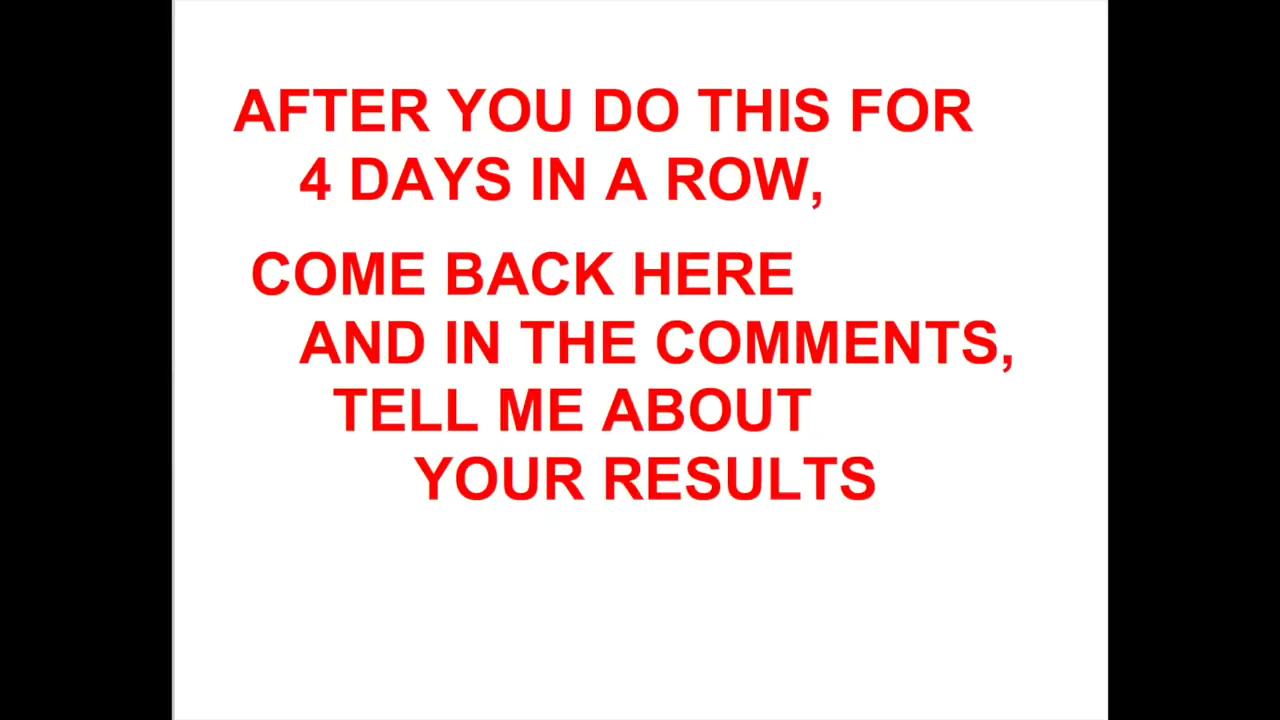 AFTER YOU DO THIS FOR
4 DAYS IN A ROW,
COME BACK HERE
AND IN THE COMMENTS,
TELL ME ABOUT
YOUR RESULTS